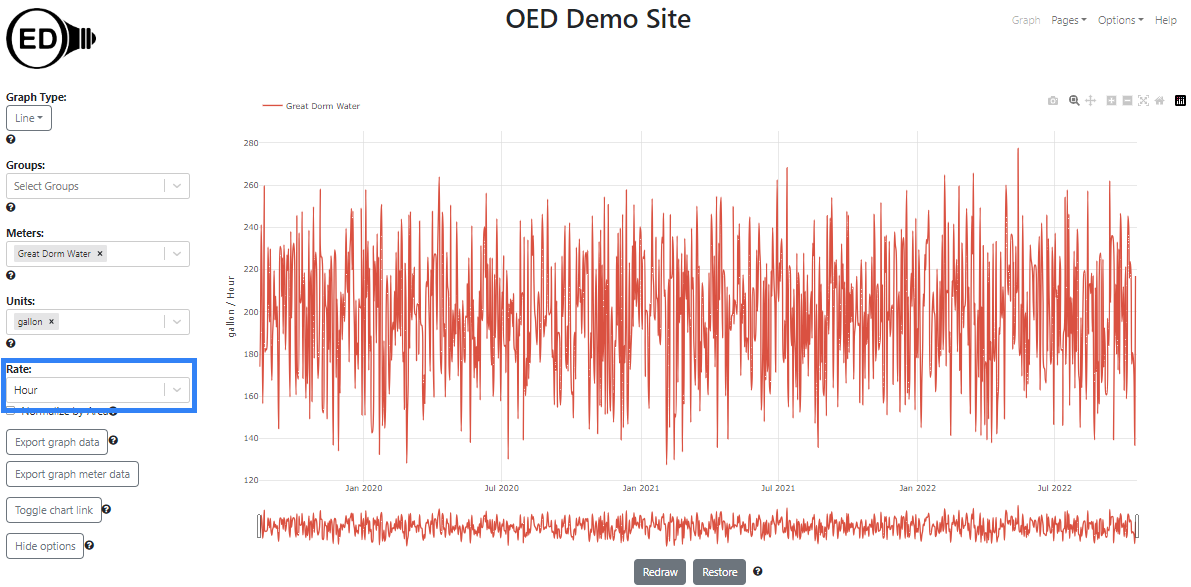 OED Demo Site
ED
Graph Pages Options Help
Graph Type:
Line
Groups:
Select Groups
Meters:
Great Dorm Water ×
Units:
gallon ×
Rate:
Hour
Normalize by Area
Export graph data
Export graph meter data
Toggle chart link
Hide options
Great Dorm Water
gallon / Hour
280
260
240
220
200
180
160
140
120
Jan 2020 Jul 2020 Jan 2021 Jul 2021 Jan 2022 Jul 2022
Redraw Restore